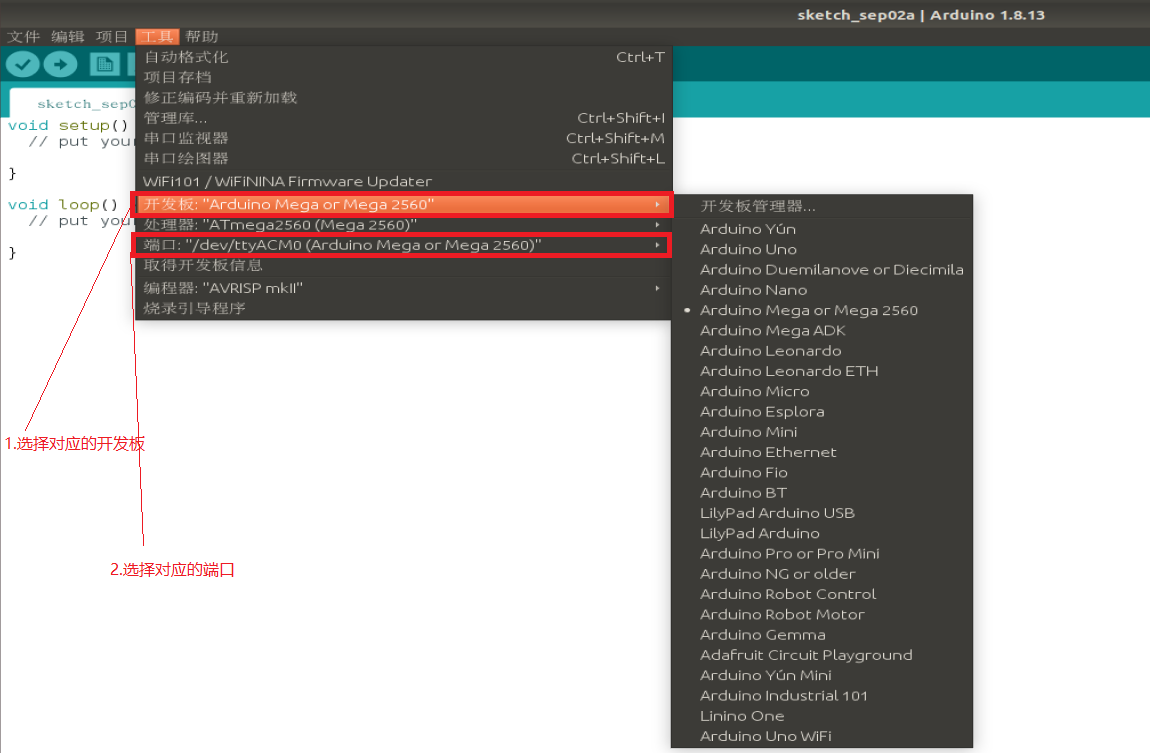 sketch_sep02a | Arduino 1.8.13
文件 编辑 项目 工具 帮助
sketch_sep0
void setup()
// put your
}
void loop()
// put you
}
自动格式化 Ctrl+T
项目存档
修正编码并重新加载
管理库... Ctrl+Shift+I
串口监视器 Ctrl+Shift+M
串口绘图器 Ctrl+Shift+L
WiFi101 / WiFiNINA Firmware Updater
开发板: "Arduino Mega or Mega 2560"
处理器: "ATmega2560 (Mega 2560)"
端口: "/dev/ttyACM0 (Arduino Mega or Mega 2560)"
取得开发板信息
编程器: "AVRISP mkII"
烧录引导程序
开发板管理器...
Arduino Yún
Arduino Uno
Arduino Duemilanove or Diecimila
Arduino Nano
Arduino Mega or Mega 2560
Arduino Mega ADK
Arduino Leonardo
Arduino Leonardo ETH
Arduino Micro
Arduino Esplora
Arduino Mini
Arduino Ethernet
Arduino Fio
Arduino BT
LilyPad Arduino USB
LilyPad Arduino
Arduino Pro or Pro Mini
Arduino NG or older
Arduino Robot Control
Arduino Robot Motor
Arduino Gemma
Adafruit Circuit Playground
Arduino Yún Mini
Arduino Industrial 101
Linino One
Arduino Uno WiFi
1.选择对应的开发板
2.选择对应的端口